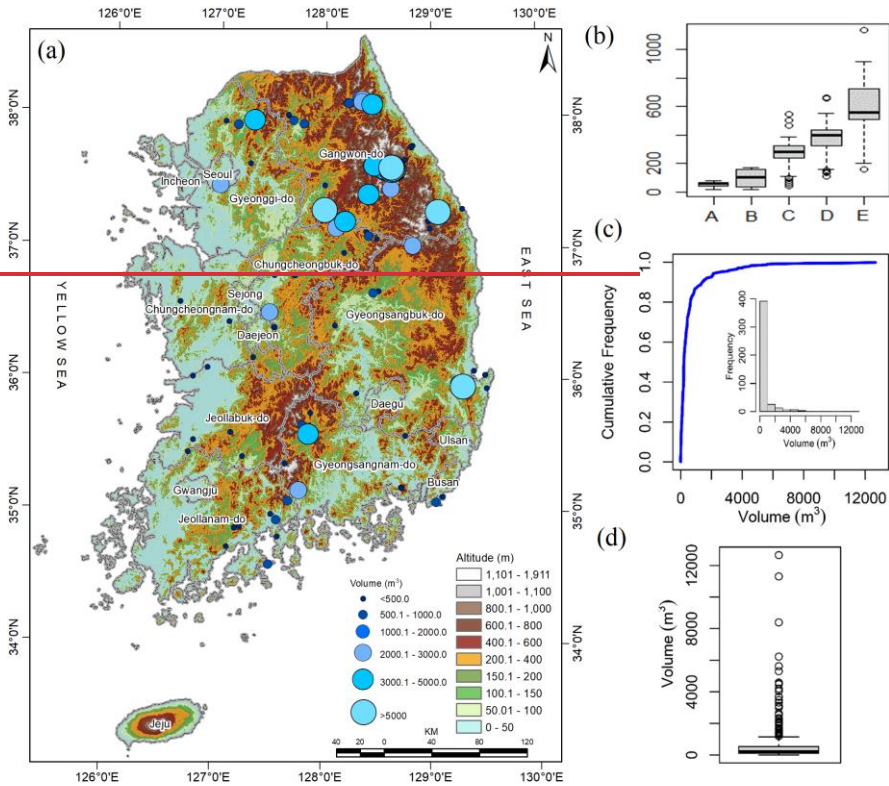 126°0'E 127°0'E 128°0'E 129°0'E 130°0'E
(a)
N
38°0'N 37°0'N 36°0'N 35°0'N 34°0'N
38°0'N 37°0'N 36°0'N 35°0'N 34°0'N
Gangwon-do
Seoul
Incheon
Gyeonggi-do
Chungcheongbuk-do
Sejong
Chungcheongnam-do
Daejeon
Gyeongsangbuk-do
Daegu
Jeollabuk-do
Ulsan
Gyeongsangnam-do
Gwangju
Busan
Jeollanam-do
Jeju
YELLOW SEA
EAST SEA
Volume (m³)
<500.0
500.1 - 1000.0
1000.1 - 2000.0
2000.1 - 3000.0
3000.1 - 5000.0
>5000
Altitude (m)
1,101 - 1,911
1,001 - 1,100
800.1 - 1,000
600.1 - 800
400.1 - 600
200.1 - 400
150.1 - 200
100.1 - 150
50.01 - 100
0 - 50
KM
40 20 0 40 80 120
126°0'E 127°0'E 128°0'E 129°0'E 130°0'E
(b)
1000
600
200
0
A B C D E
(c)
Cumulative Frequency
1.0
0.8
0.6
0.4
0.2
0.0
Frequency
400
300
200
100
0
0 4000 8000 12000
Volume (m³)
0 4000 8000 12000
Volume (m³)
(d)
Volume (m³)
12000
8000
4000
0